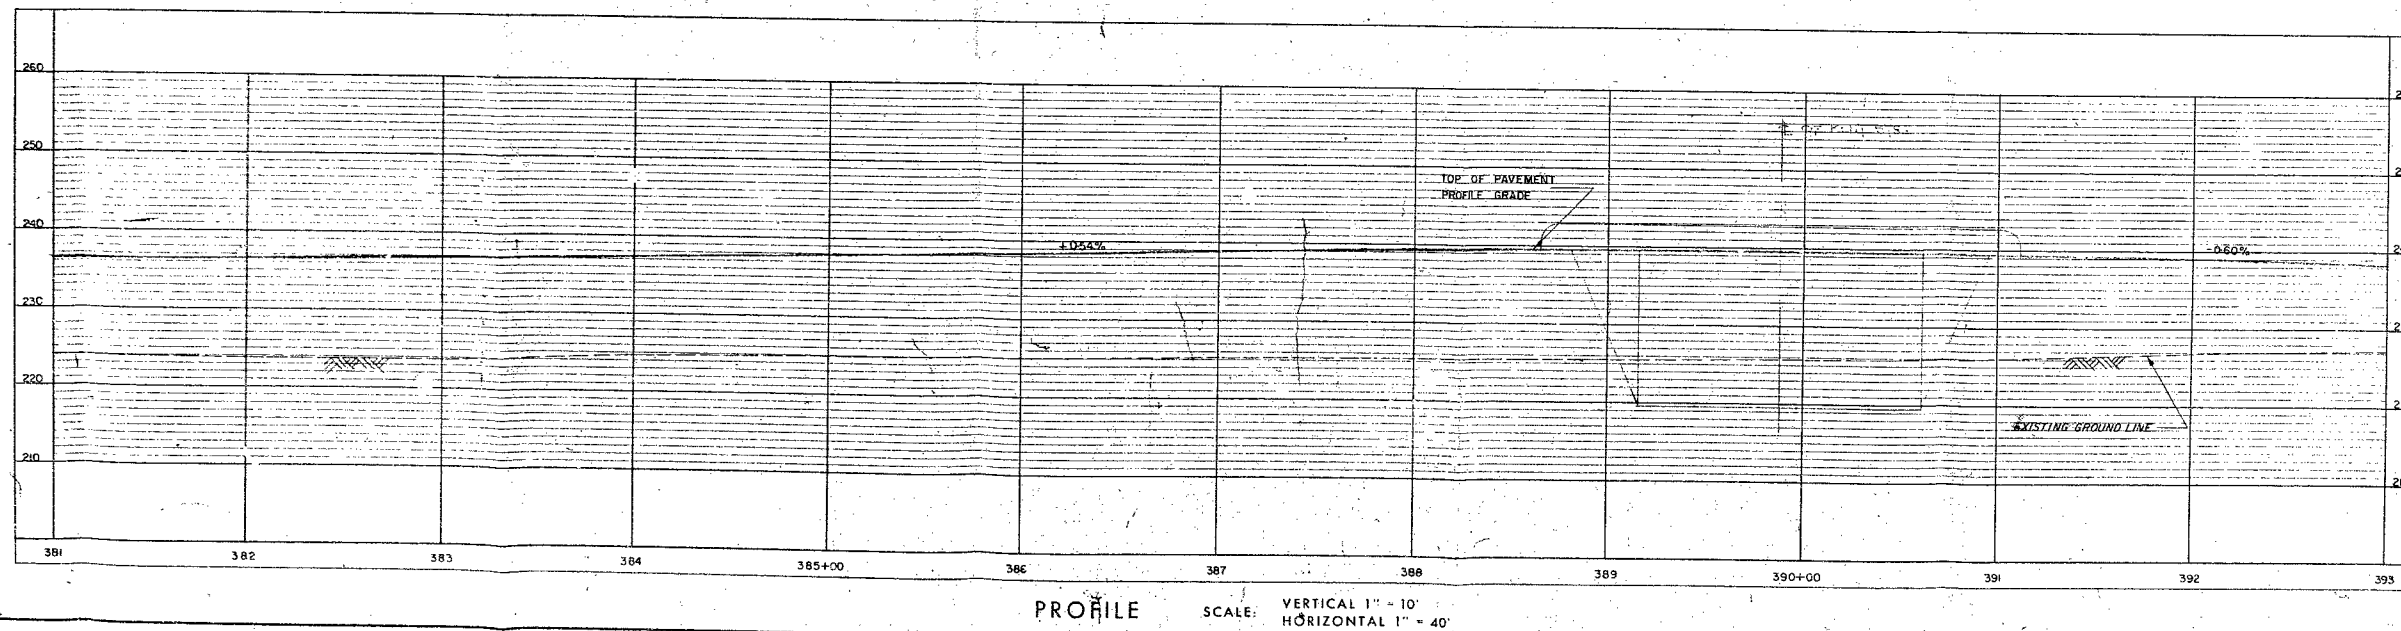 260
250
240
230
220
210
TOP OF PAVEMENT
PROFILE GRADE
+0.54%
-0.60%
EXISTING GROUND LINE
381 382 383 384 385+00 386 387 388 389 390+00 391 392 393
PROFILE SCALE: VERTICAL 1" = 10'
HORIZONTAL 1" = 40'